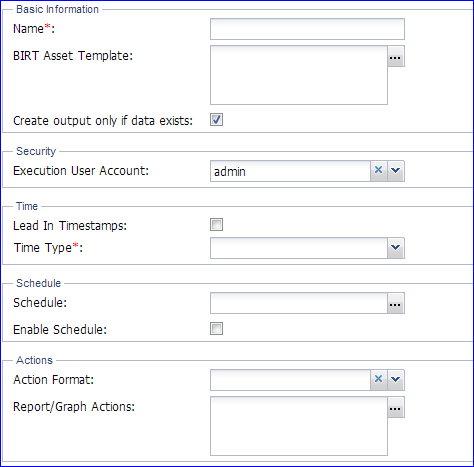 Basic Information
Name*:
BIRT Asset Template:
...
Create output only if data exists:
Security
Execution User Account: admin
Time
Lead In Timestamps:
Time Type*:
Schedule
Schedule:
...
Enable Schedule:
Actions
Action Format:
Report/Graph Actions:
...